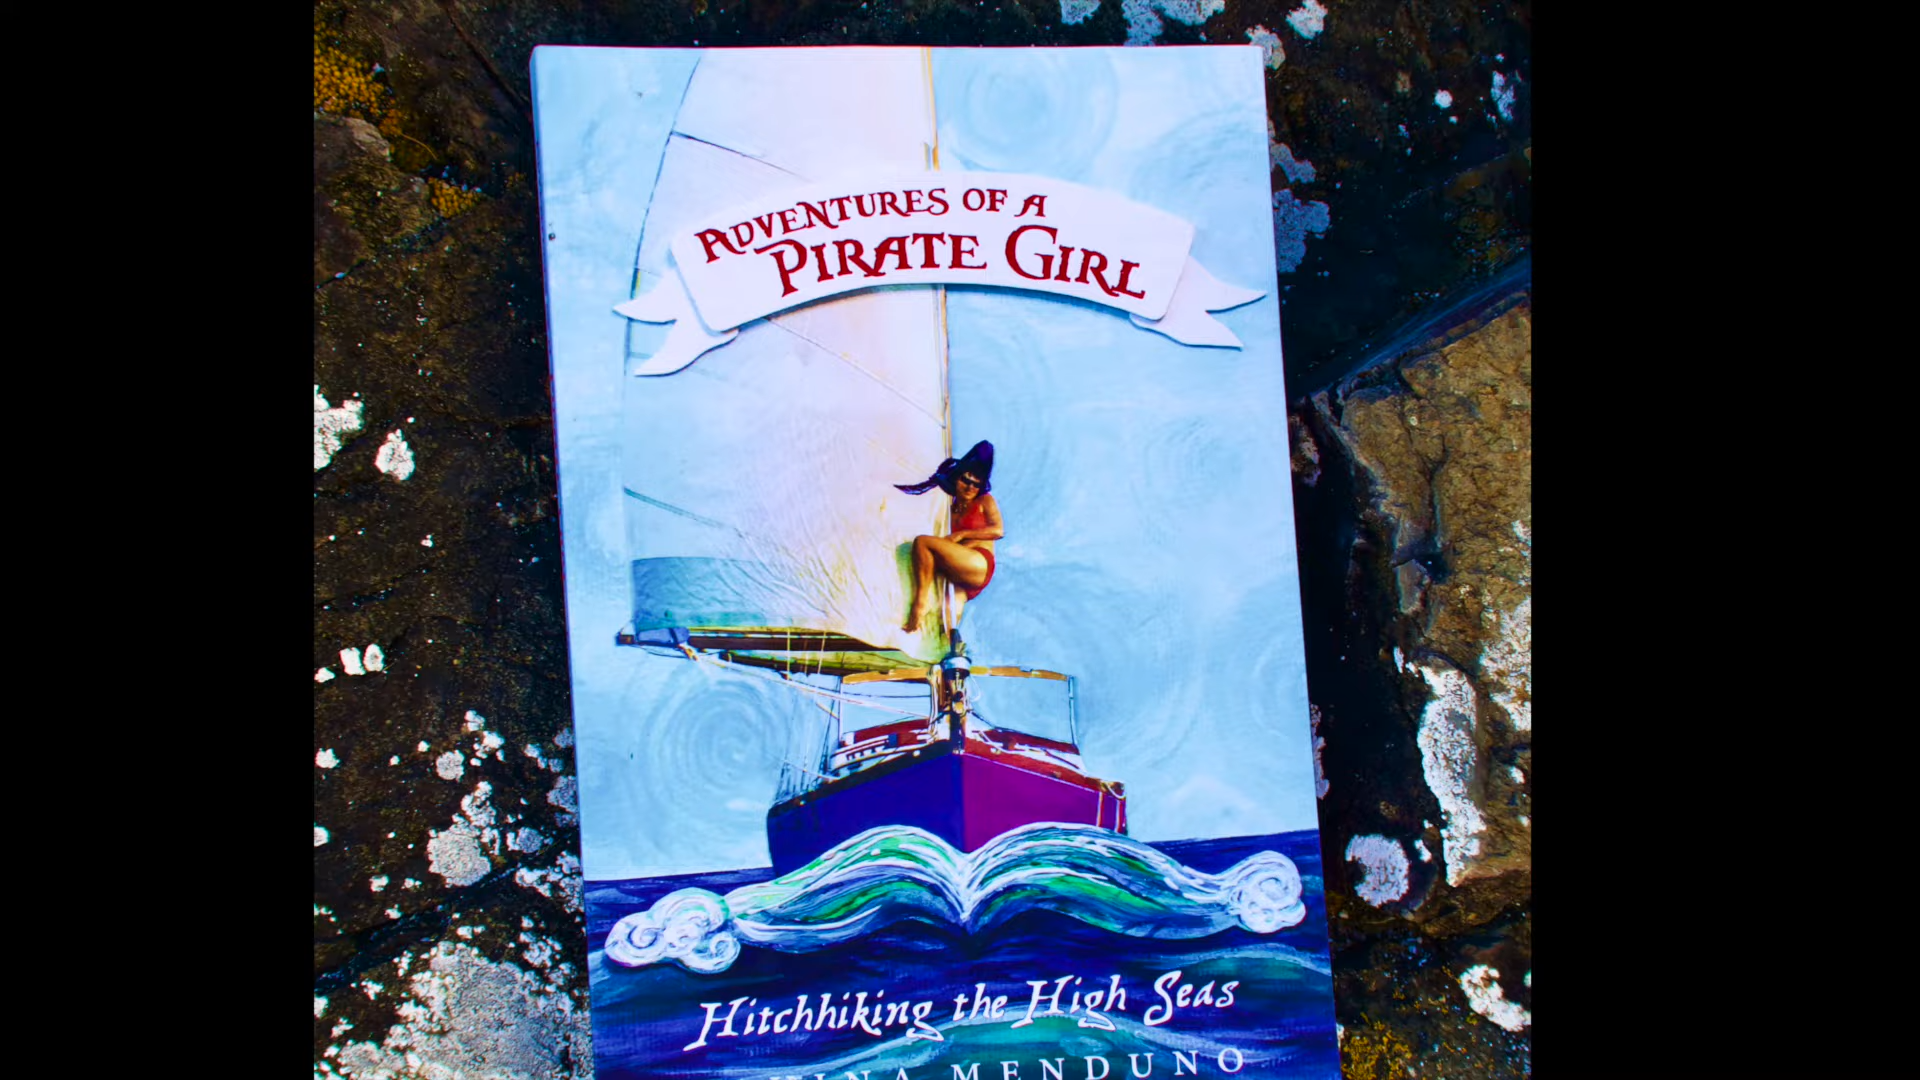 ADVENTURES OF A
PIRATE GIRL
Hitchhiking the High Seas
MENDUNO